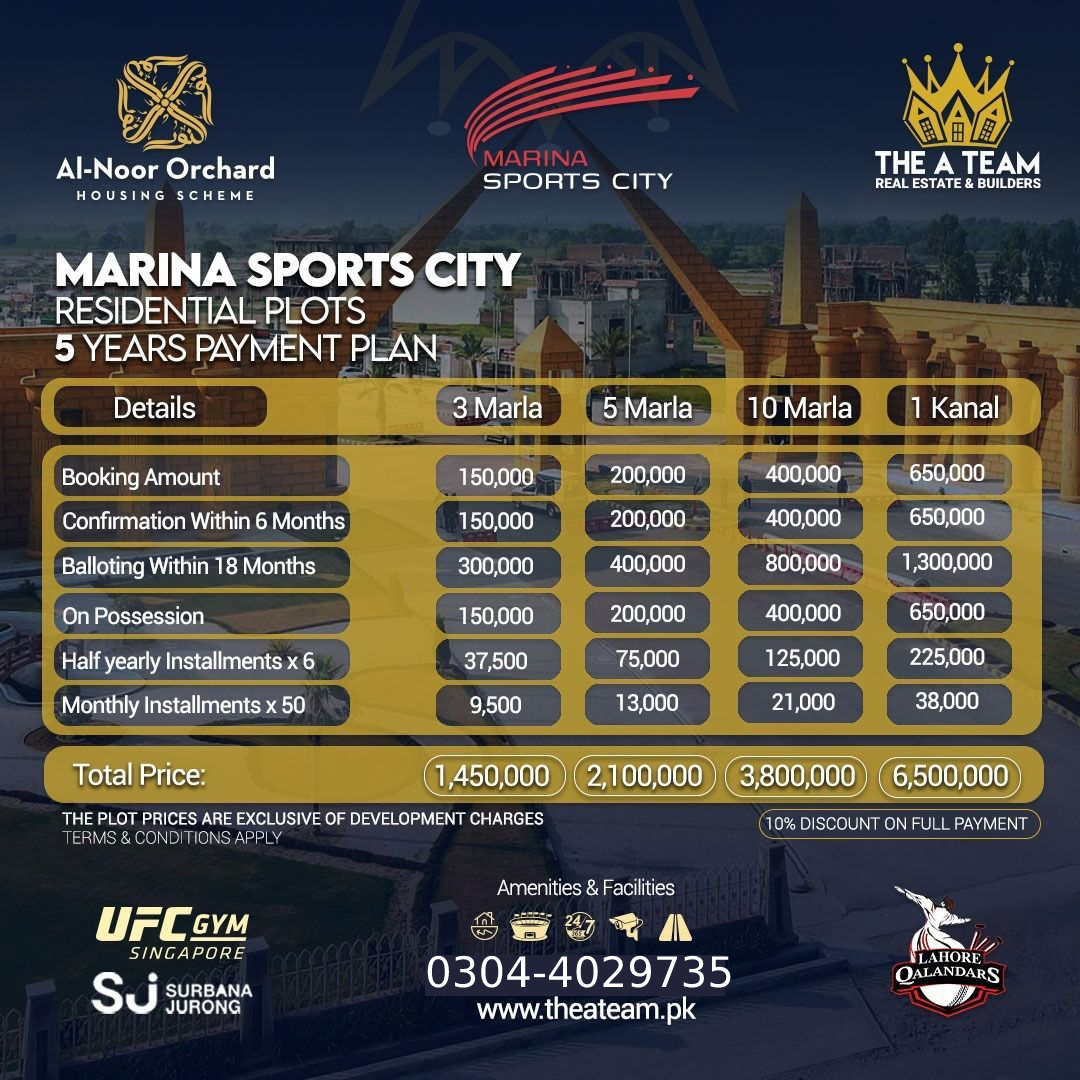 Al-Noor Orchard
HOUSING SCHEME
MARINA
SPORTS CITY
THE A TEAM
REAL ESTATE & BUILDERS
MARINA SPORTS CITY
RESIDENTIAL PLOTS
5 YEARS PAYMENT PLAN
Details 3 Marla 5 Marla 10 Marla 1 Kanal
Booking Amount 150,000 200,000 400,000 650,000
Confirmation Within 6 Months 150,000 200,000 400,000 650,000
Balloting Within 18 Months 300,000 400,000 800,000 1,300,000
On Possession 150,000 200,000 400,000 650,000
Half yearly Installments x 6 37,500 75,000 125,000 225,000
Monthly Installments x 50 9,500 13,000 21,000 38,000
Total Price: 1,450,000 2,100,000 3,800,000 6,500,000
THE PLOT PRICES ARE EXCLUSIVE OF DEVELOPMENT CHARGES
TERMS & CONDITIONS APPLY
10% DISCOUNT ON FULL PAYMENT
Amenities & Facilities
24/7
365
UFC GYM
SINGAPORE
SJ SURBANA
JURONG
0304-4029735
www.theateam.pk
LAHORE
QALANDARS